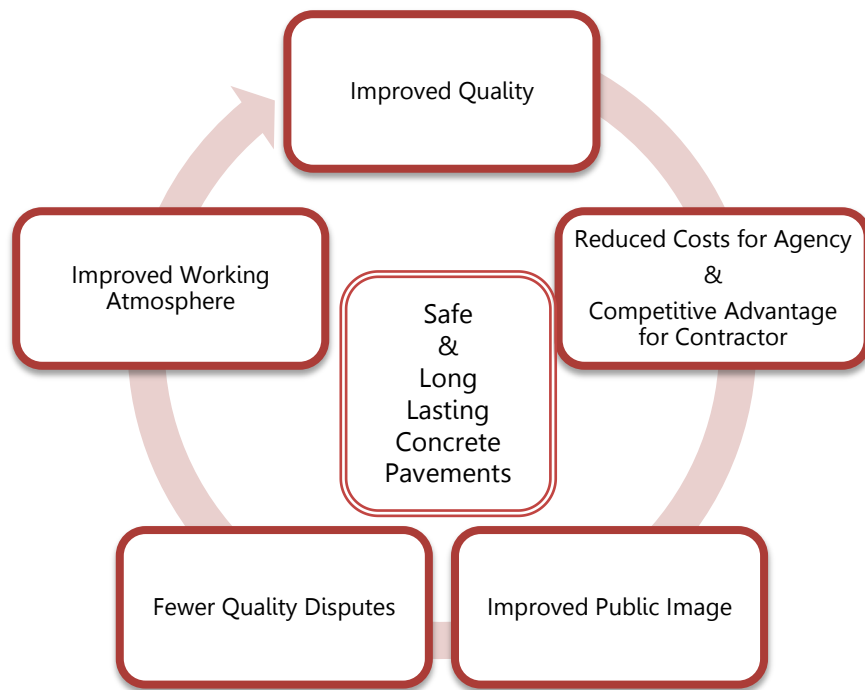 Improved Quality
Reduced Costs for Agency
&
Competitive Advantage
for Contractor
Improved Public Image
Fewer Quality Disputes
Improved Working
Atmosphere
Safe
&
Long
Lasting
Concrete
Pavements